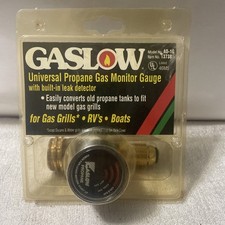 GASLOW
Universal Propane Gas Monitor Gauge
with built-in leak detector
• Easily converts old propane tanks to fit
new model gas grills
for Gas Grills* • RV's • Boats
GASLOW